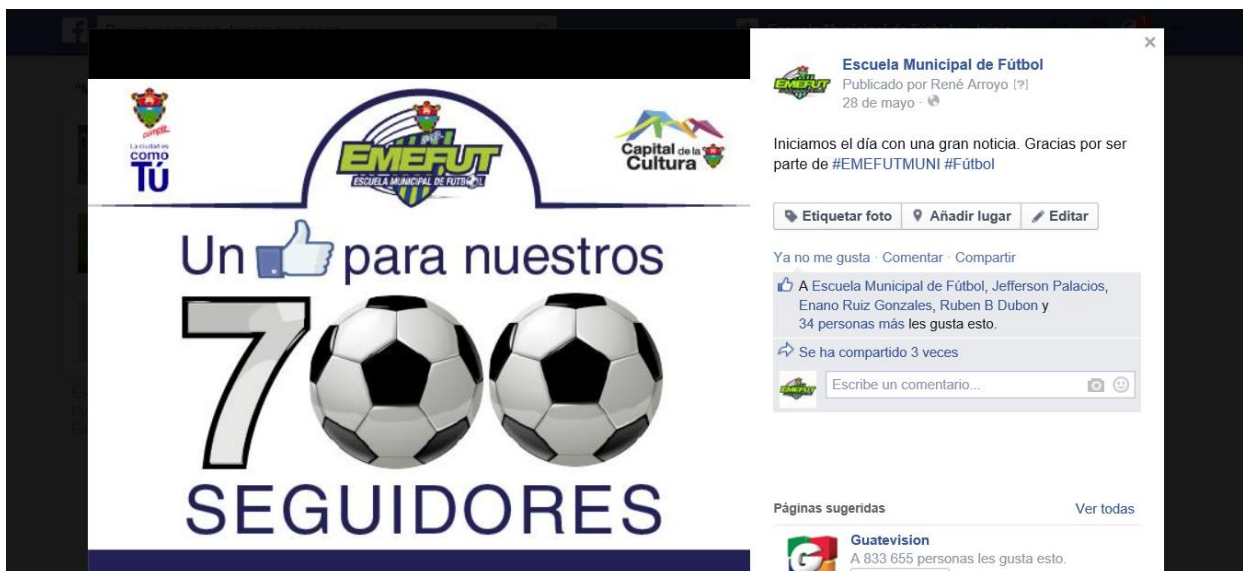 cumple
La ciudad es
como
TÚ
EMEFUT
ESCUELA MUNICIPAL DE FUTBOL
Capital de la
Cultura
Un para nuestros
700
SEGUIDORES
Escuela Municipal de Fútbol
Publicado por René Arroyo [?]
28 de mayo ·
Iniciamos el día con una gran noticia. Gracias por ser
parte de #EMEFUTMUNI #Fútbol
Etiquetar foto
Añadir lugar
Editar
Ya no me gusta · Comentar · Compartir
A Escuela Municipal de Fútbol, Jefferson Palacios,
Enano Ruiz Gonzales, Ruben B Dubon y
34 personas más les gusta esto.
Se ha compartido 3 veces
EMEFUT
Escribe un comentario...
Páginas sugeridas
Ver todas
Guatevision
A 833 655 personas les gusta esto.